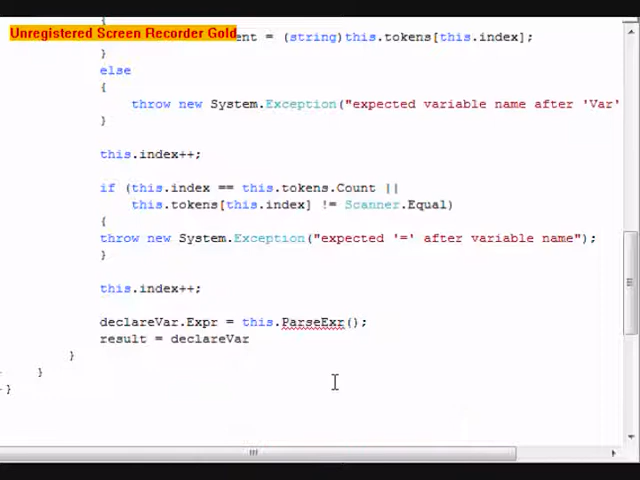 {
Unregistered Screen Recorder Gold
ent = (string)this.tokens[this.index];
}
else
{
throw new System.Exception("expected variable name after 'Var'
}
this.index++;
if (this.index == this.tokens.Count ||
this.tokens[this.index] != Scanner.Equal)
{
throw new System.Exception("expected '=' after variable name");
}
this.index++;
declareVar.Expr = this.ParseExr();
result = declareVar
}
}
}